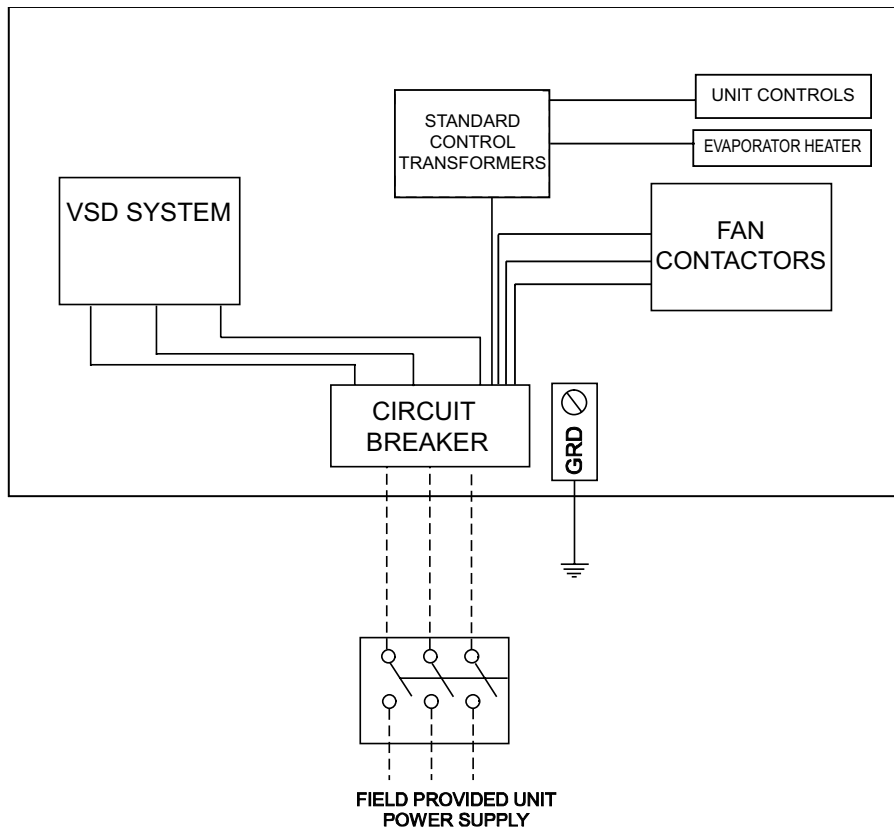 UNIT CONTROLS
STANDARD
CONTROL
TRANSFORMERS
EVAPORATOR HEATER
VSD SYSTEM
FAN
CONTACTORS
CIRCUIT
BREAKER
GRD
FIELD PROVIDED UNIT
POWER SUPPLY